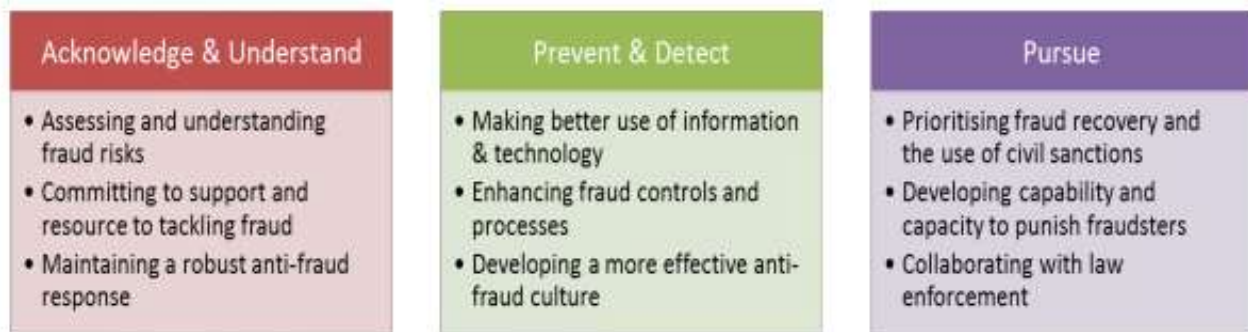 Acknowledge & Understand
• Assessing and understanding
fraud risks
• Committing to support and
resource to tackling fraud
• Maintaining a robust anti-fraud
response
Prevent & Detect
• Making better use of information
& technology
• Enhancing fraud controls and
processes
• Developing a more effective anti-
fraud culture
Pursue
• Prioritising fraud recovery and
the use of civil sanctions
• Developing capability and
capacity to punish fraudsters
• Collaborating with law
enforcement